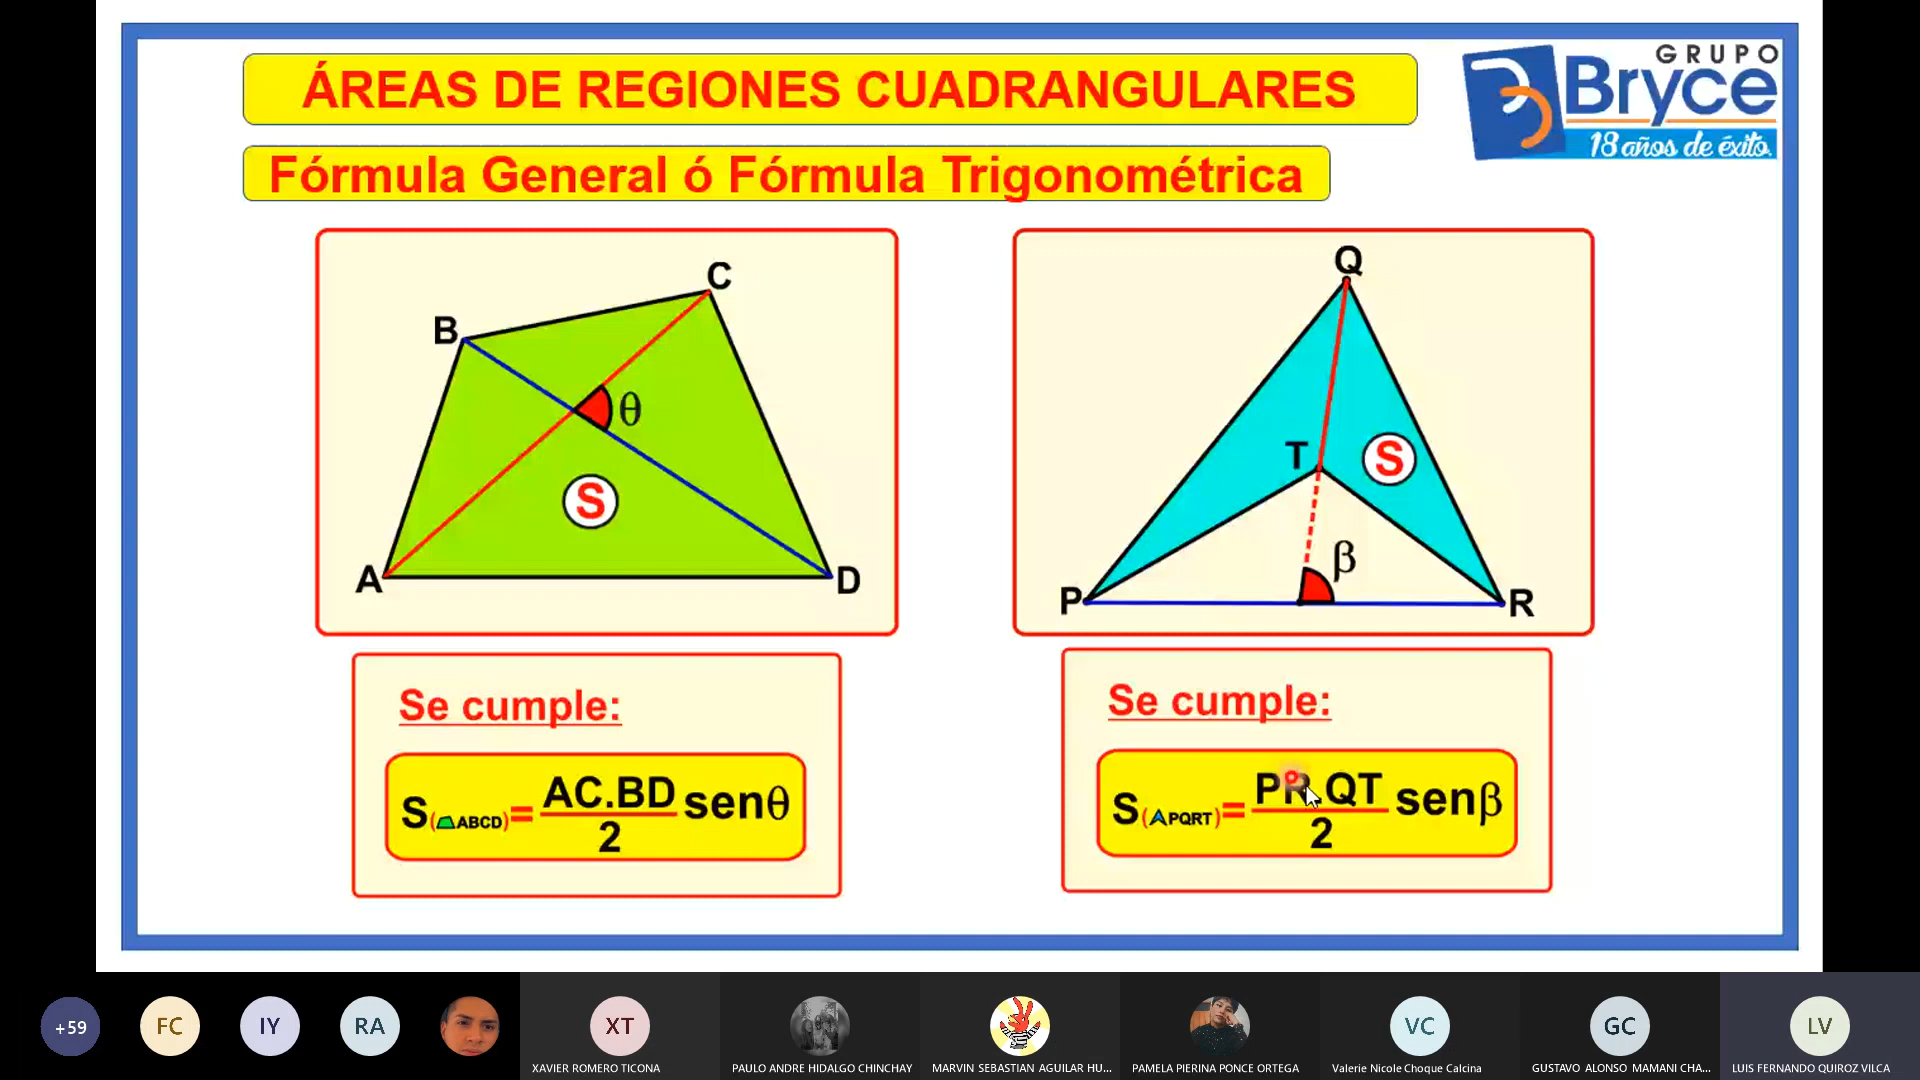 ÁREAS DE REGIONES CUADRANGULARES
GRUPO
Bryce
18 años de éxito.
Fórmula General ó Fórmula Trigonométrica
C
B
θ
S
A
D
Q
T
S
β
P
R
Se cumple:
S(ABCD)= AC.BD/2 senθ
Se cumple:
S(PQRT)= PR.QT/2 senβ
+59
FC
IY
RA
XT
XAVIER ROMERO TICONA
PAULO ANDRE HIDALGO CHINCHAY
MARVIN SEBASTIAN AGUILAR HU...
PAMELA PIERINA PONCE ORTEGA
VC
Valerie Nicole Choque Calcina
GC
GUSTAVO ALONSO MAMANI CHA...
LV
LUIS FERNANDO QUIROZ VILCA